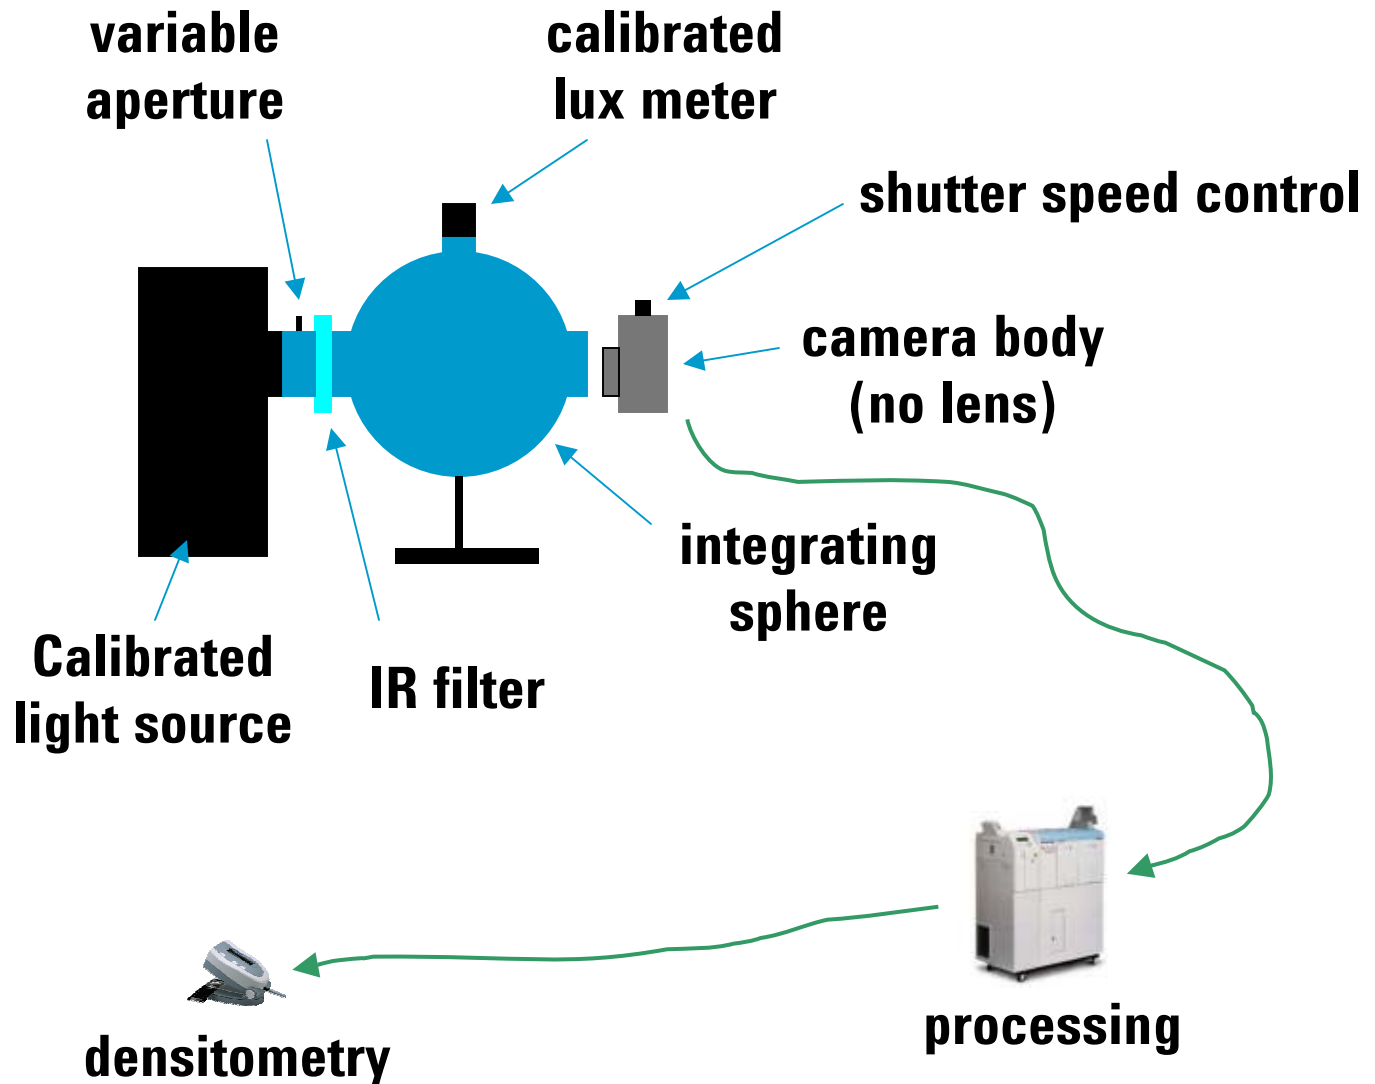 variable
aperture
calibrated
lux meter
shutter speed control
camera body
(no lens)
integrating
sphere
Calibrated
light source
IR filter
processing
densitometry